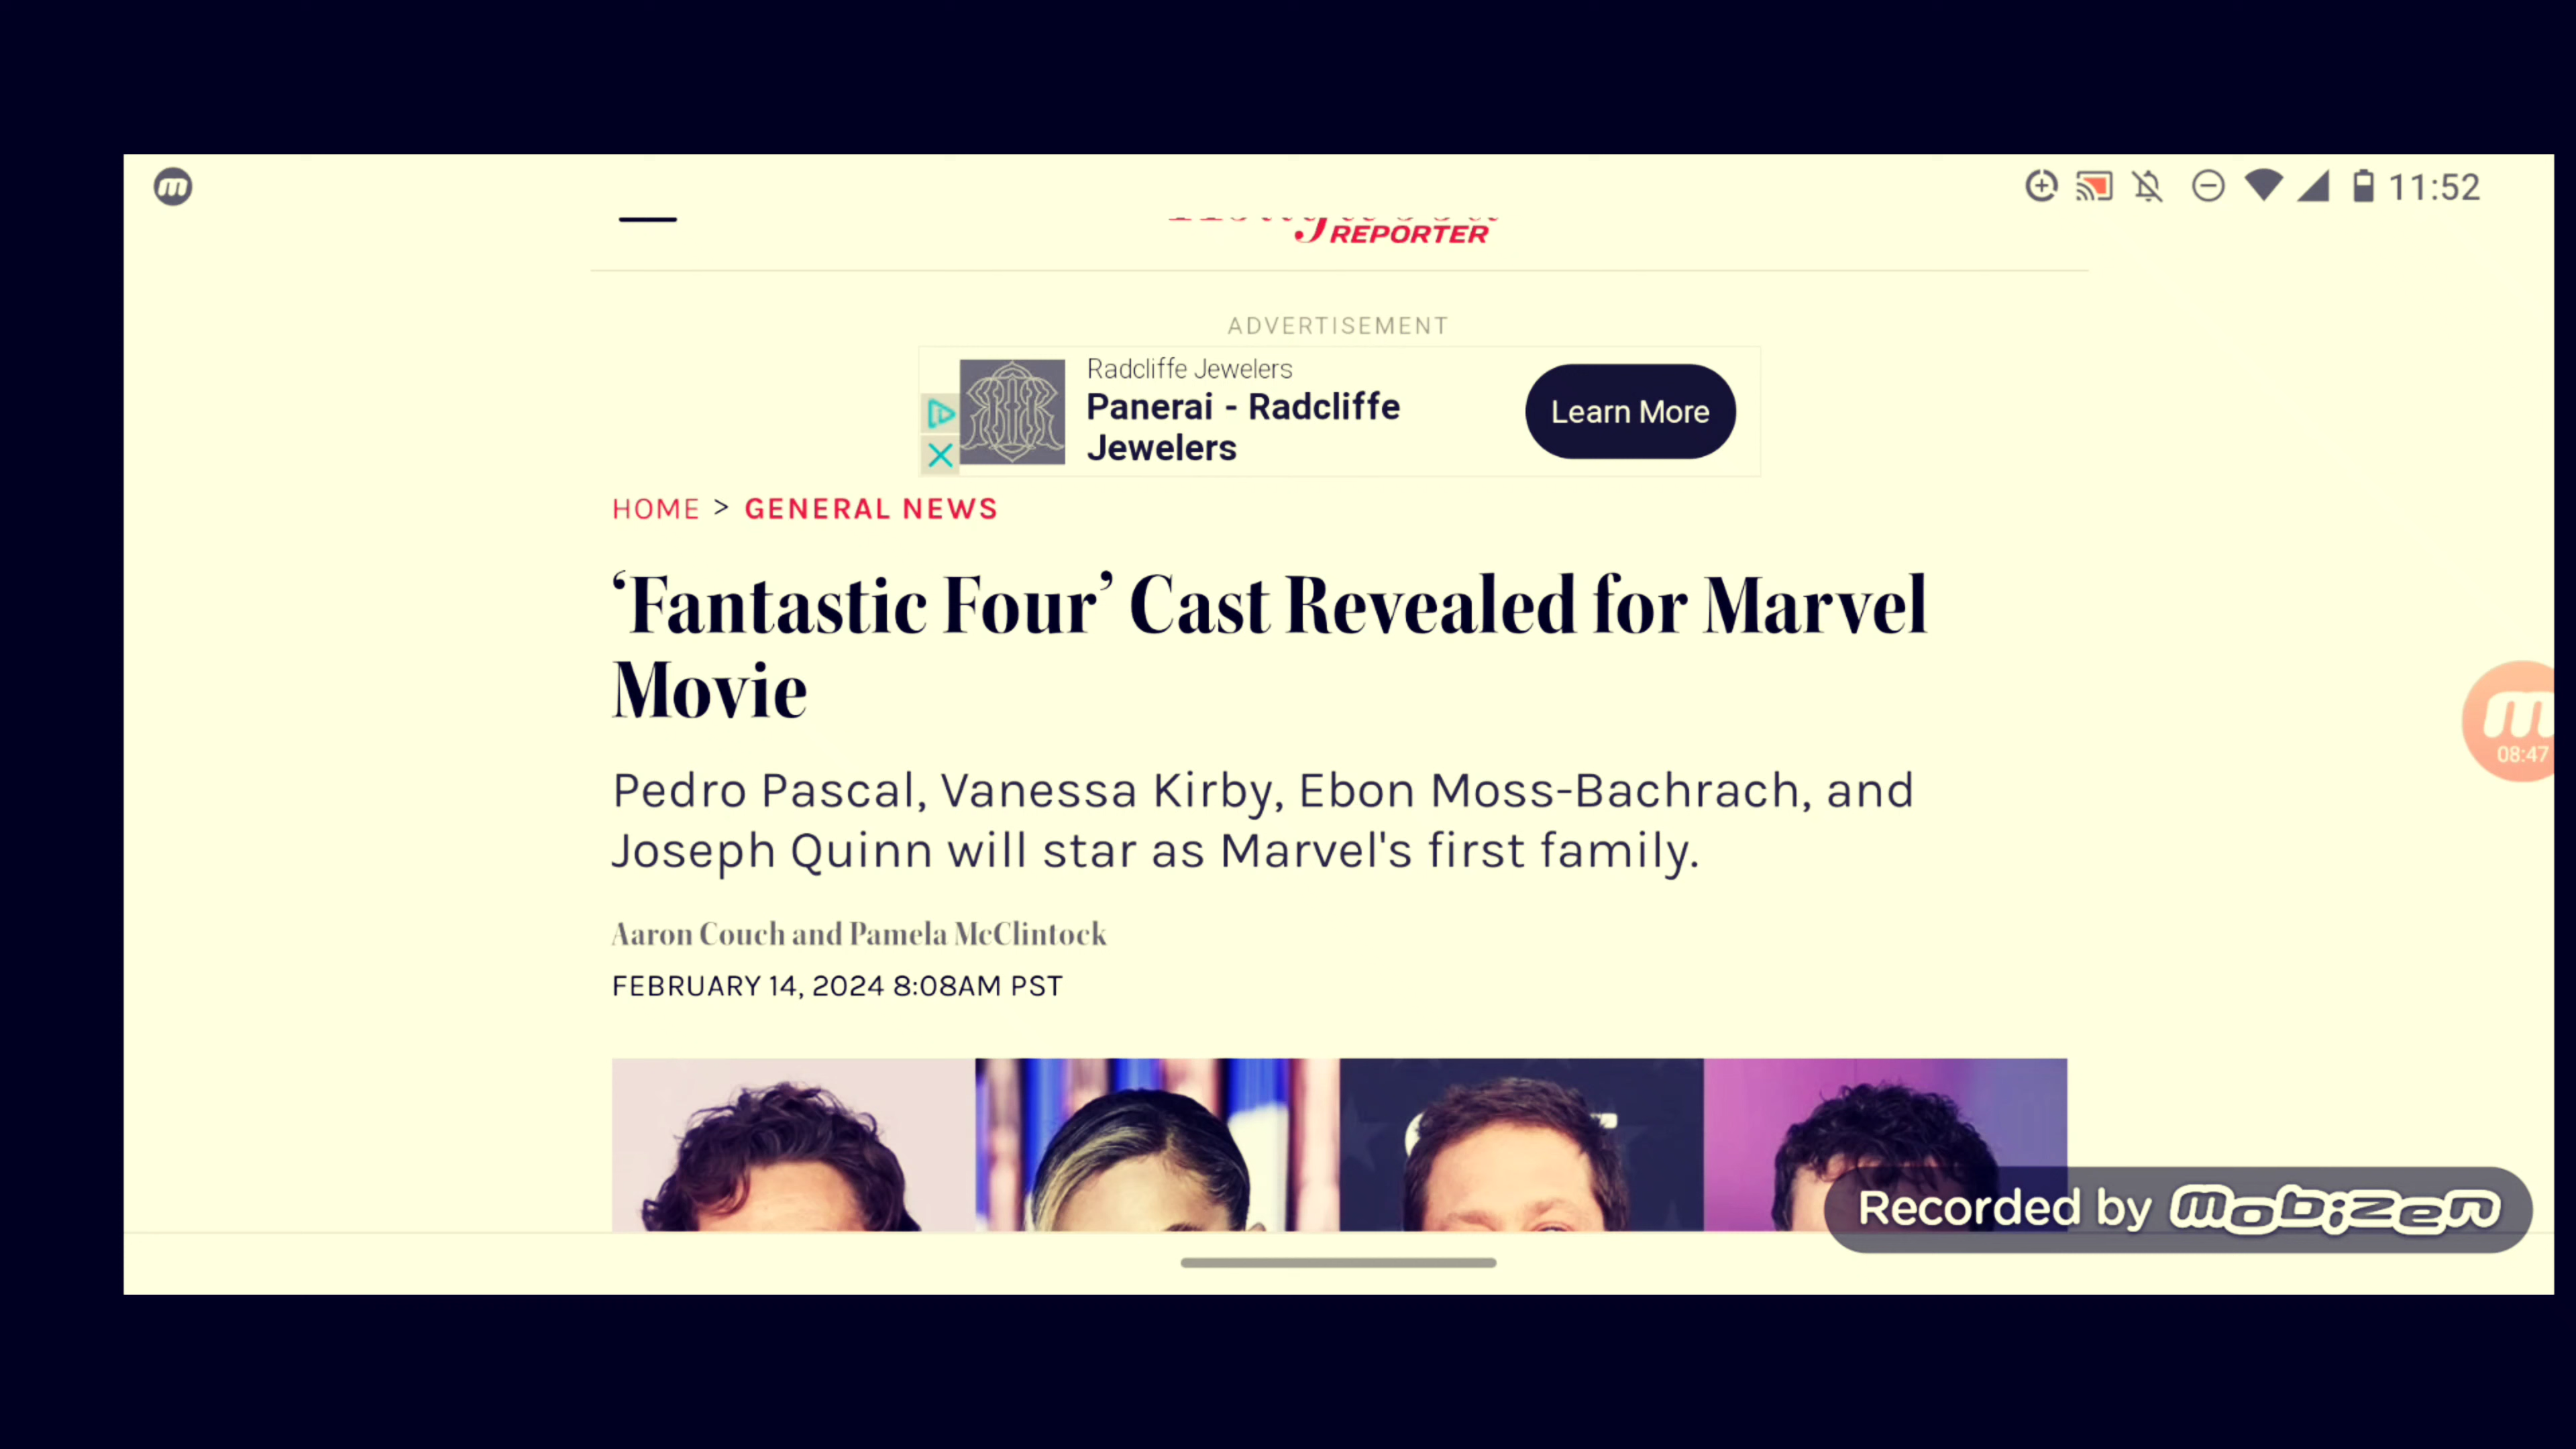 m
11:52
REPORTER
ADVERTISEMENT
Radcliffe Jewelers
Panerai - Radcliffe
Jewelers
Learn More
HOME > GENERAL NEWS
‘Fantastic Four’ Cast Revealed for Marvel
Movie
m
08:47
Pedro Pascal, Vanessa Kirby, Ebon Moss-Bachrach, and
Joseph Quinn will star as Marvel's first family.
Aaron Couch and Pamela McClintock
FEBRUARY 14, 2024 8:08AM PST
Recorded by mobizen